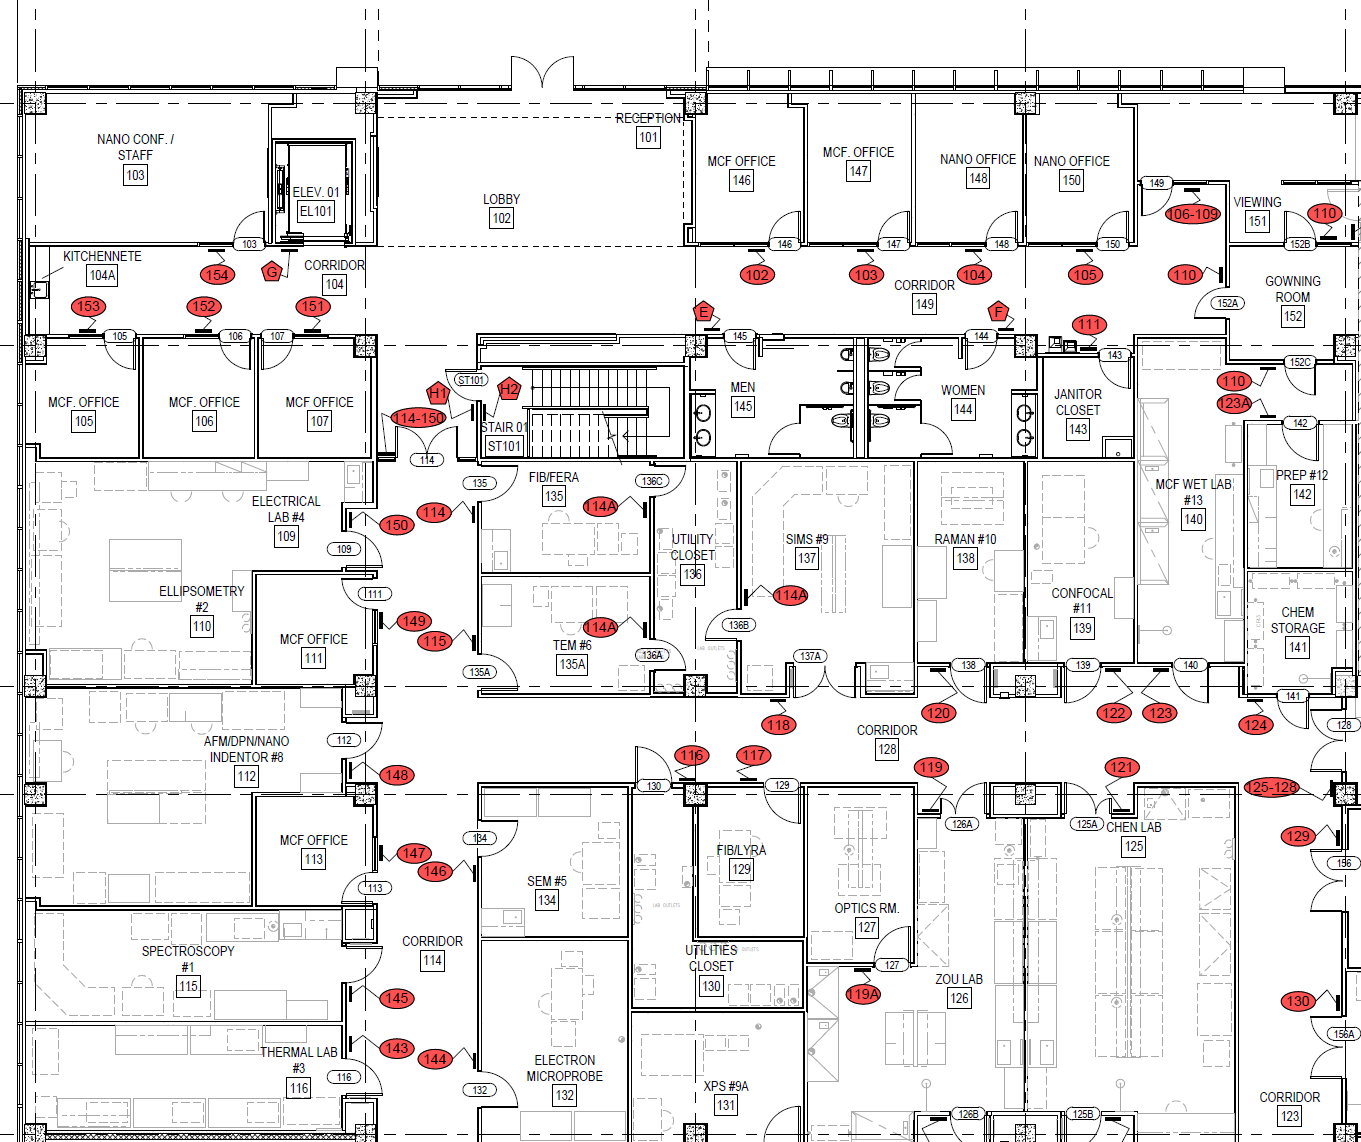 NANO CONF. /
STAFF
103
ELEV. 01
EL101
LOBBY
102
RECEPTION
101
MCF OFFICE
146
MCF. OFFICE
147
NANO OFFICE
148
NANO OFFICE
150
149
106-109
VIEWING
151
110
103
146
147
148
150
152B
KITCHENNETE
104A
154
G
CORRIDOR
104
102
103
104
105
110
CORRIDOR
149
GOWNING
ROOM
152
152A
153
152
151
E
F
111
105
106
107
145
144
143
152C
MCF. OFFICE
105
MCF. OFFICE
106
MCF OFFICE
107
H1
ST101
H2
114-150
STAIR 01
ST101
114
MEN
145
WOMEN
144
JANITOR
CLOSET
143
110
123A
142
ELECTRICAL
LAB #4
109
150
109
135
114
FIB/FERA
135
114A
136C
UTILITY
CLOSET
136
SIMS #9
137
RAMAN #10
138
MCF WET LAB
#13
140
PREP #12
142
ELLIPSOMETRY
#2
110
111
MCF OFFICE
111
149
115
135A
TEM #6
135A
114A
136A
114A
136B
LAB OUTLETS
137A
CONFOCAL
#11
139
CHEM
STORAGE
141
138
139
140
141
118
120
122
123
124
128
AFM/DPN/NANO
INDENTOR #8
112
112
148
CORRIDOR
128
116
117
119
121
125-128
130
129
126A
125A
CHEN LAB
125
129
156
MCF OFFICE
113
147
146
134
113
SEM #5
134
FIB/LYRA
129
LAB OUTLETS
OPTICS RM.
127
127
SPECTROSCOPY
#1
115
CORRIDOR
114
UTILITIES
CLOSET
130
145
119A
ZOU LAB
126
130
156A
THERMAL LAB
#3
116
143
144
116
132
ELECTRON
MICROPROBE
132
XPS #9A
131
126B
125B
CORRIDOR
123